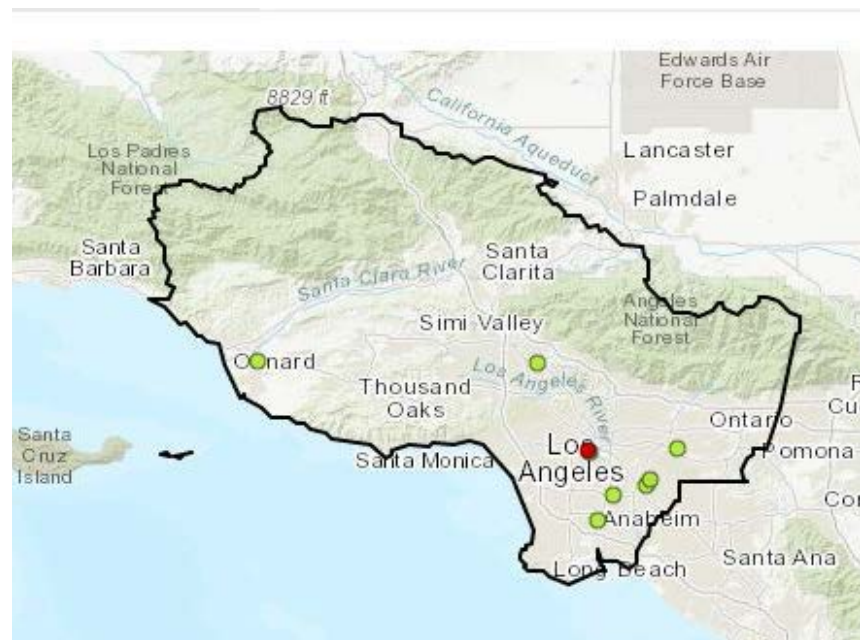 Edwards Air
Force Base
8829 ft
California Aqueduct
Los Padres
National
Forest
Lancaster
Palmdale
Santa
Barbara
Santa
Clarita
Santa Clara River
Angeles
National
Forest
Simi Valley
Los Angeles River
Thousand
Oaks
Ontario
Santa
Cruz
Island
Santa Monica
Los
Angeles
Pomona
Anaheim
Santa Ana
Long Beach